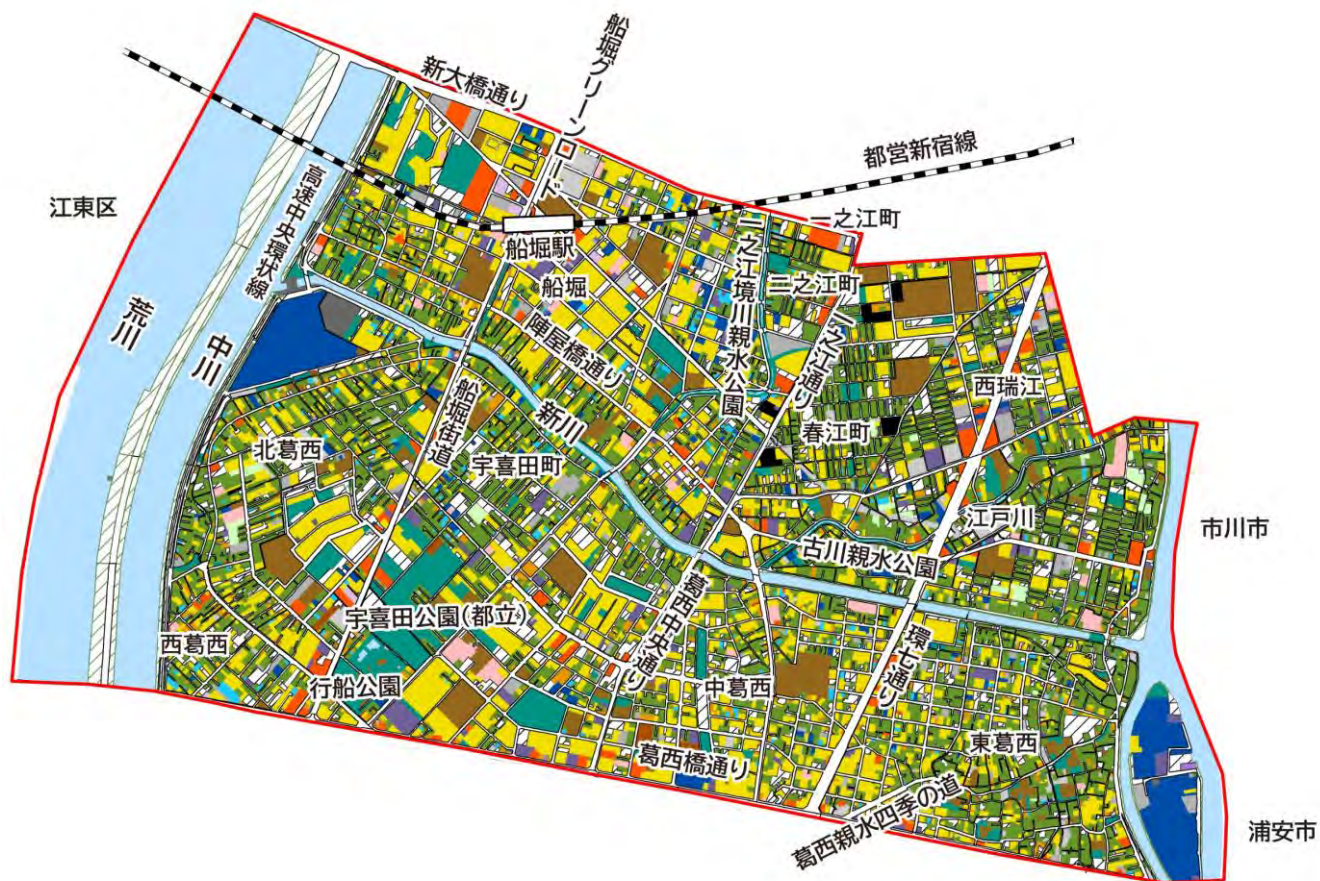 船堀グリーンロード
新大橋通り
都営新宿線
高速中央環状線
江東区
一之江町
船堀駅
二之江町
船堀
一之江境川親水公園
荒川
中川
陣屋橋通り
一之江通り
西瑞江
船堀街道
新川
春江町
北葛西
宇喜田町
江戸川
市川市
古川親水公園
宇喜田公園(都立)
葛西中央通り
環七通り
西葛西
行船公園
中葛西
東葛西
葛西橋通り
葛西親水四季の道
浦安市